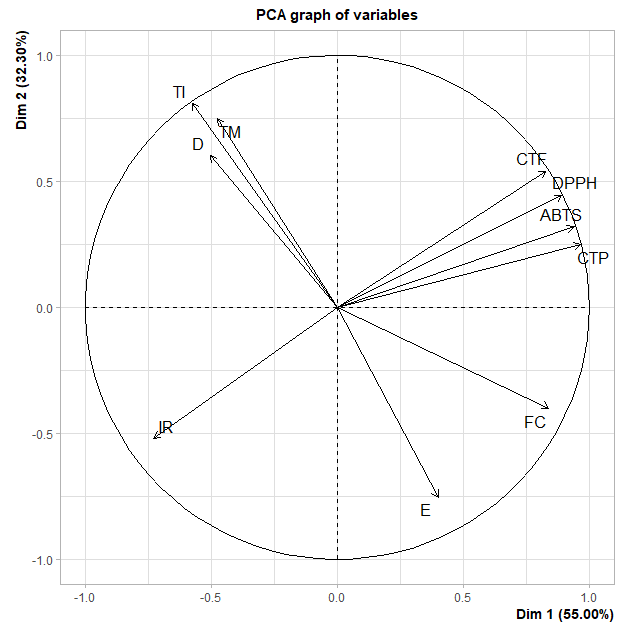 PCA graph of variables
Dim 2 (32.30%)
1.0
0.5
0.0
-0.5
-1.0
TI
TM
D
CTF
DPPH
ABTS
CTP
IR
FC
E
-1.0
-0.5
0.0
0.5
1.0
Dim 1 (55.00%)